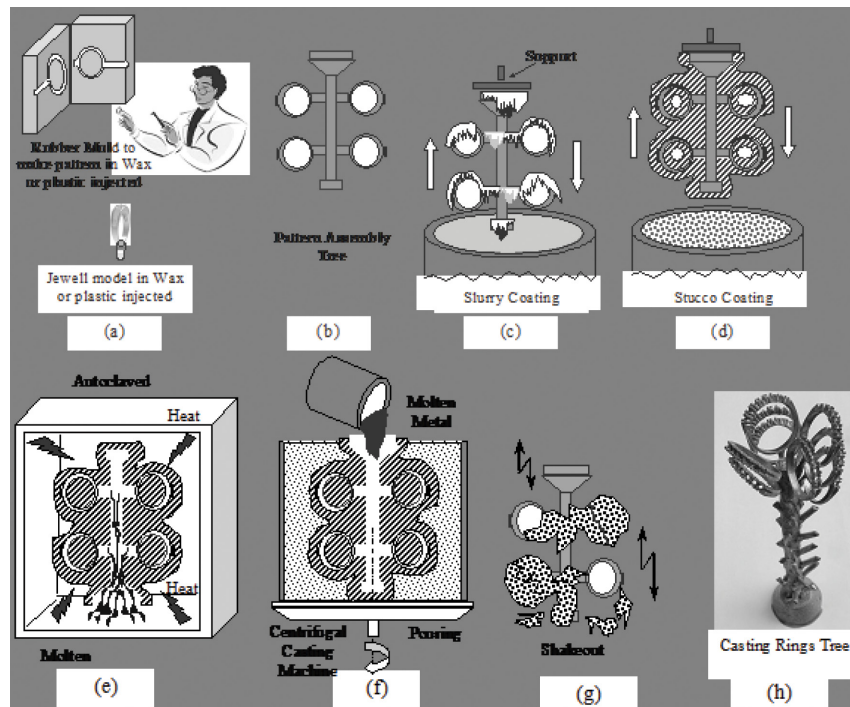 Rubber Mold to
make pattern in Wax
or plastic injected
Jewell model in Wax
or plastic injected
(a)
Pattern Assembly
Tree
(b)
Support
Slurry Coating
(c)
Stucco Coating
(d)
Autoclaved
Heat
Heat
Molten
(e)
Molten
Metal
Centrifugal
Casting
Machine
Pouring
(f)
Shakeout
(g)
Casting Rings Tree
(h)